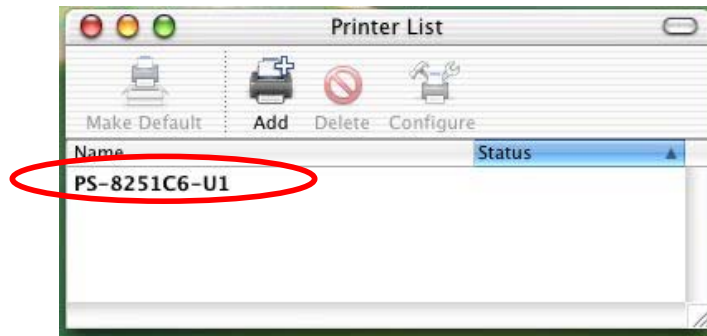 Printer List
Make Default Add Delete Configure
Name Status
PS-8251C6-U1